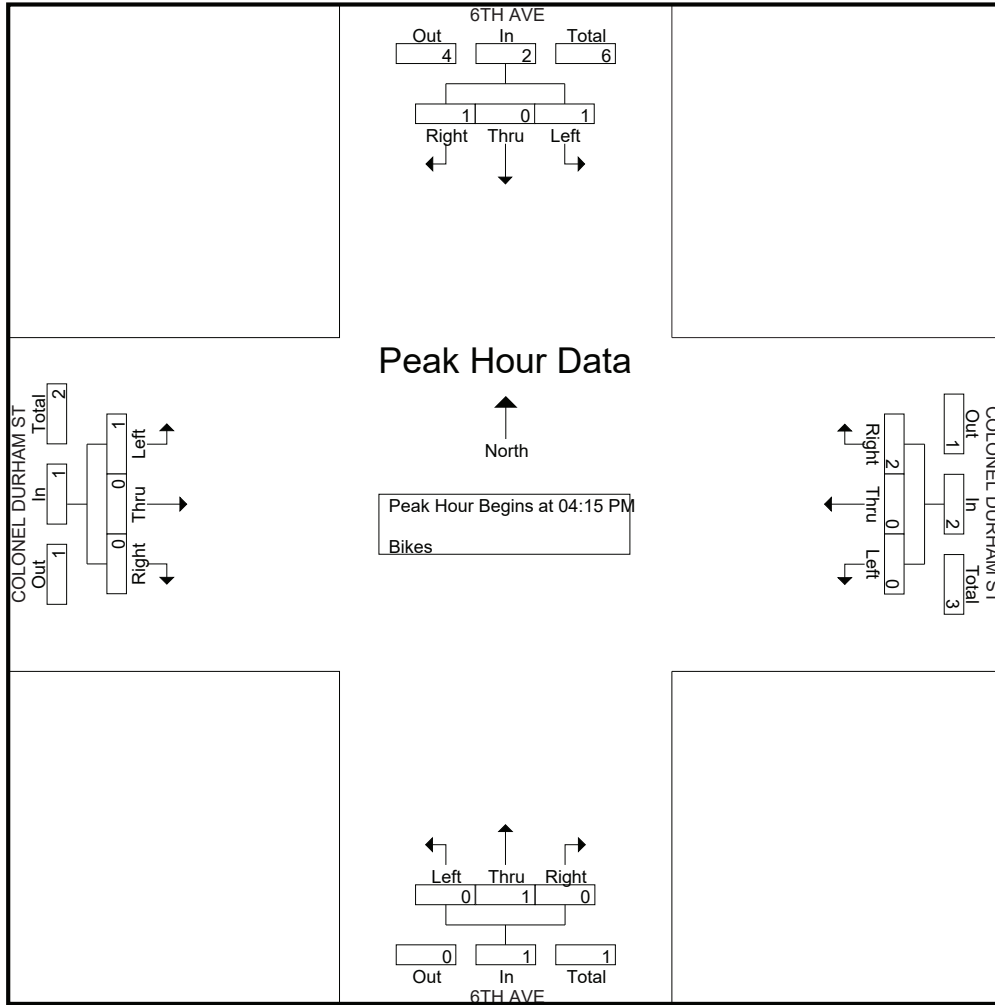 6TH AVE
Out In Total
4 2 6
1 0 1
Right Thru Left
Peak Hour Data
North
Peak Hour Begins at 04:15 PM
Bikes
COLONEL DURHAM ST
Out In Total
1 1 2
Left Thru Right
1 0 0
COLONEL DURHAM ST
Out In Total
1 2 3
2 0 0
Right Thru Left
Left Thru Right
0 1 0
0 1 1
Out In Total
6TH AVE